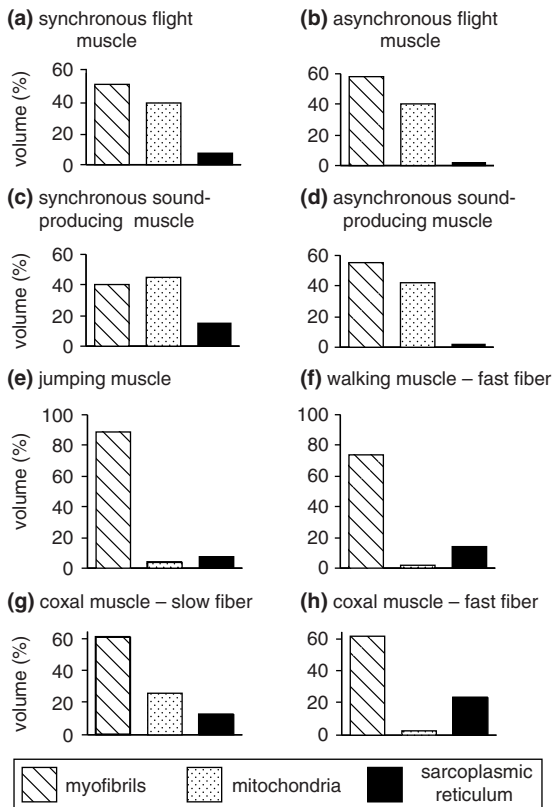 (a) synchronous flight
muscle
(b) asynchronous flight
muscle
volume (%)
60
40
20
0
60
40
20
0
(c) synchronous sound-
producing muscle
(d) asynchronous sound-
producing muscle
volume (%)
60
40
20
0
60
40
20
0
(e) jumping muscle
(f) walking muscle – fast fiber
volume (%)
100
80
60
40
20
0
100
80
60
40
20
0
(g) coxal muscle – slow fiber
(h) coxal muscle – fast fiber
volume (%)
60
40
20
0
60
40
20
0
myofibrils
mitochondria
sarcoplasmic
reticulum